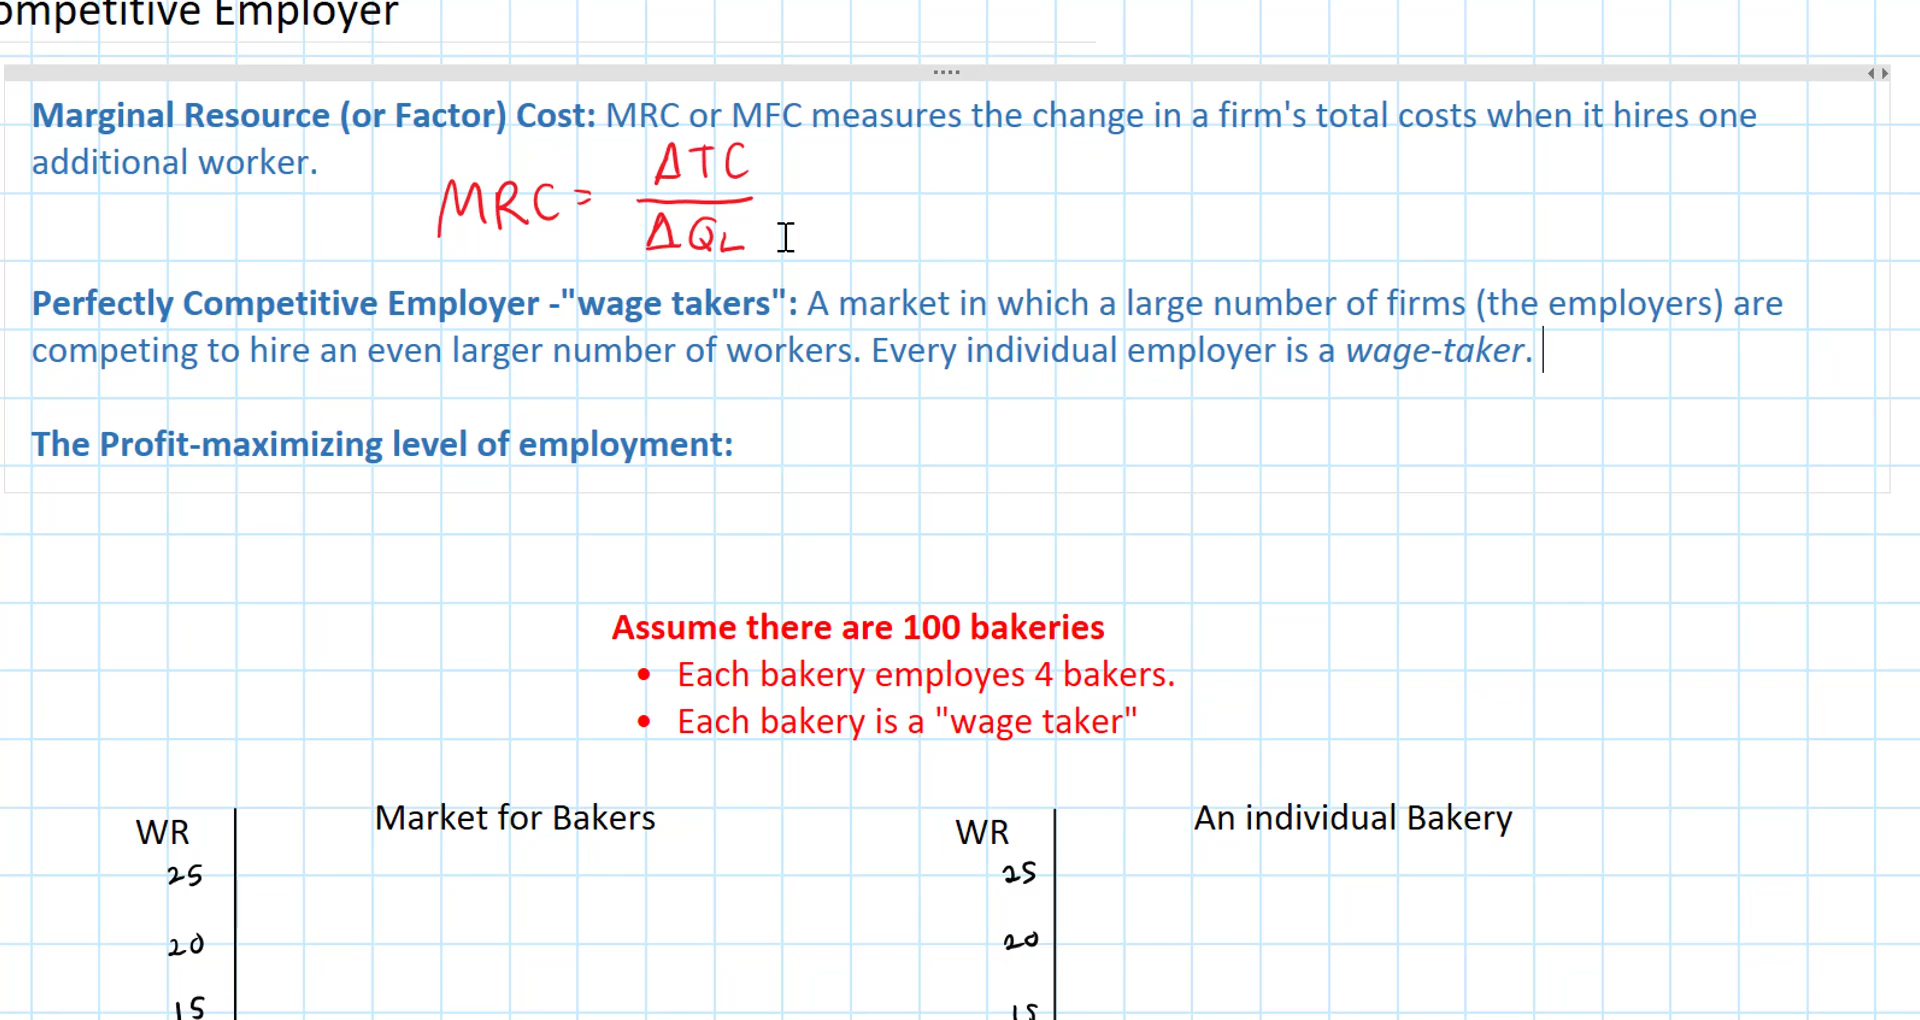 ompetitive Employer
Marginal Resource (or Factor) Cost: MRC or MFC measures the change in a firm's total costs when it hires one
additional worker.
MRC = ΔTC
ΔQL
Perfectly Competitive Employer -"wage takers": A market in which a large number of firms (the employers) are
competing to hire an even larger number of workers. Every individual employer is a wage-taker.
The Profit-maximizing level of employment:
Assume there are 100 bakeries
• Each bakery employes 4 bakers.
• Each bakery is a "wage taker"
WR Market for Bakers
25
20
15
WR An individual Bakery
25
20
15